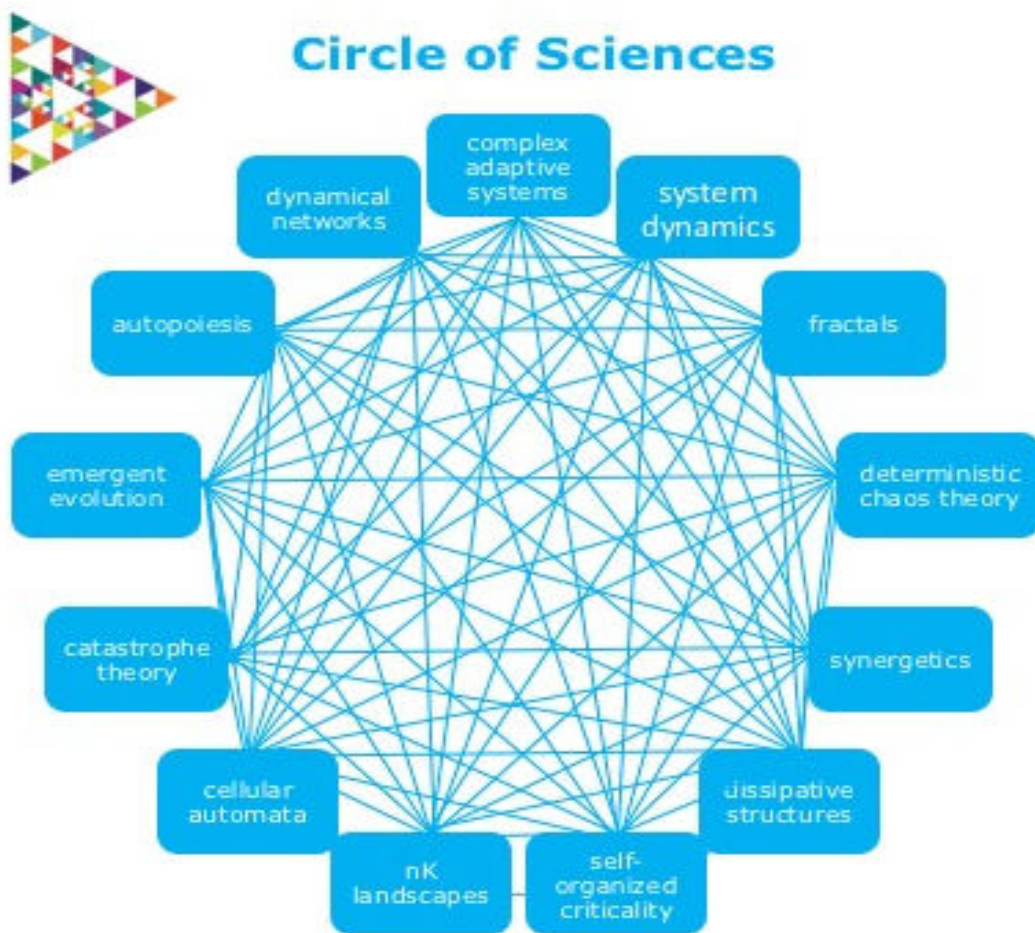 Circle of Sciences
complex
adaptive
systems
system
dynamics
fractals
deterministic
chaos theory
synergetics
dissipative
structures
self-
organized
criticality
nK
landscapes
cellular
automata
catastrophe
theory
emergent
evolution
autopoiesis
dynamical
networks